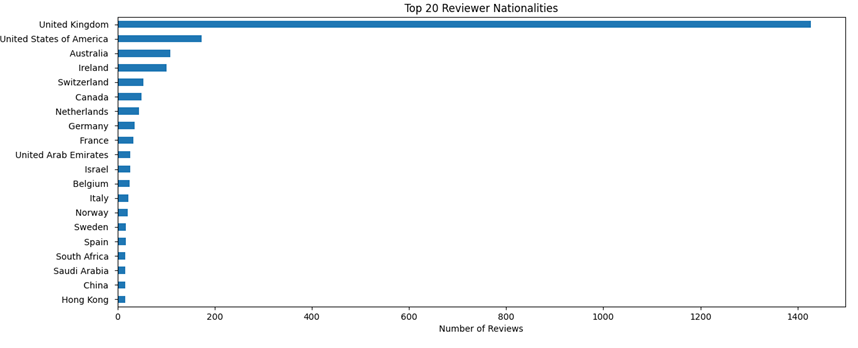 Top 20 Reviewer Nationalities
United Kingdom
United States of America
Australia
Ireland
Switzerland
Canada
Netherlands
Germany
France
United Arab Emirates
Israel
Belgium
Italy
Norway
Sweden
Spain
South Africa
Saudi Arabia
China
Hong Kong
0 200 400 600 800 1000 1200 1400
Number of Reviews